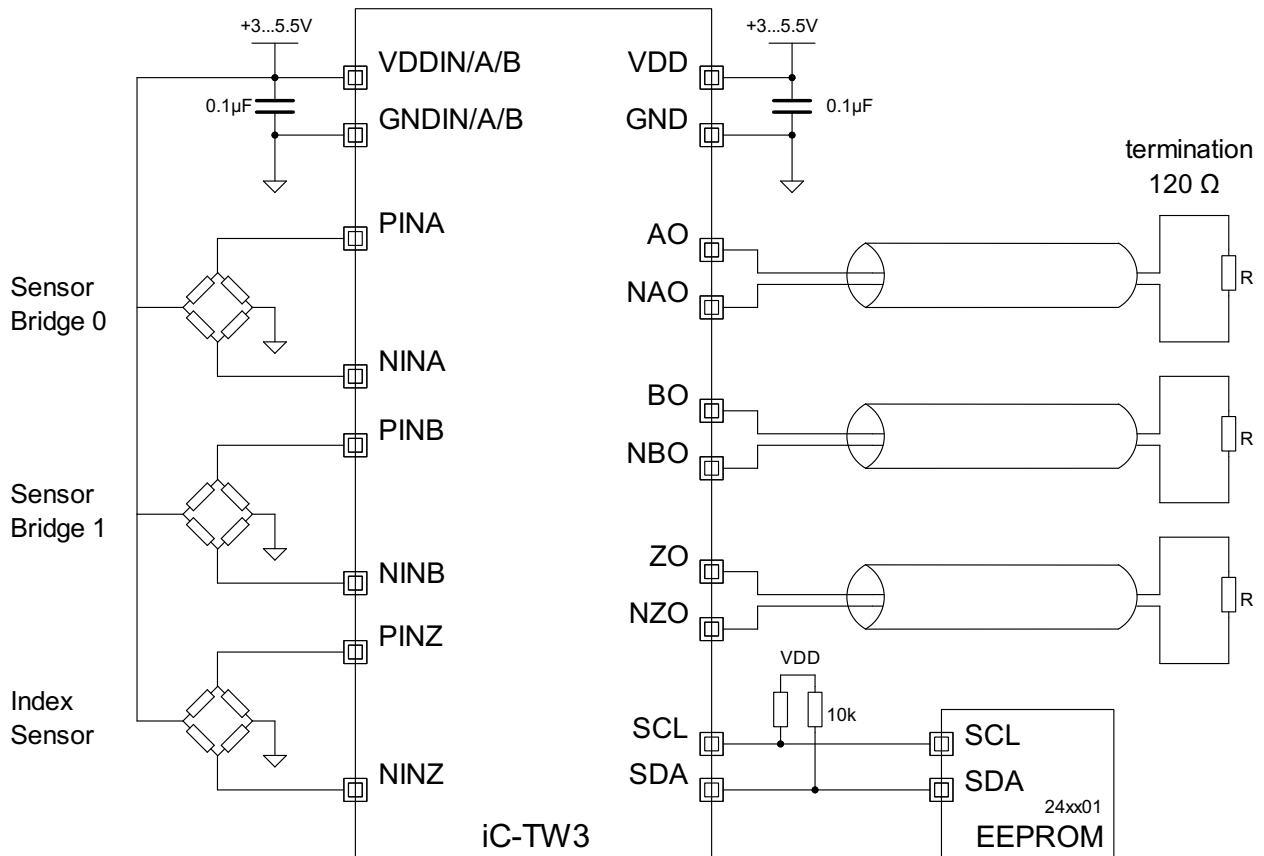 +3...5.5V
+3...5.5V
VDDIN/A/B
VDD
0.1µF
0.1µF
GNDIN/A/B
GND
termination
120 Ω
PINA
AO
Sensor
Bridge 0
NAO
R
NINA
BO
PINB
NBO
R
Sensor
Bridge 1
ZO
NINB
NZO
R
PINZ
VDD
Index
Sensor
10k
SCL
SCL
NINZ
SDA
SDA
24xx01
iC-TW3
EEPROM